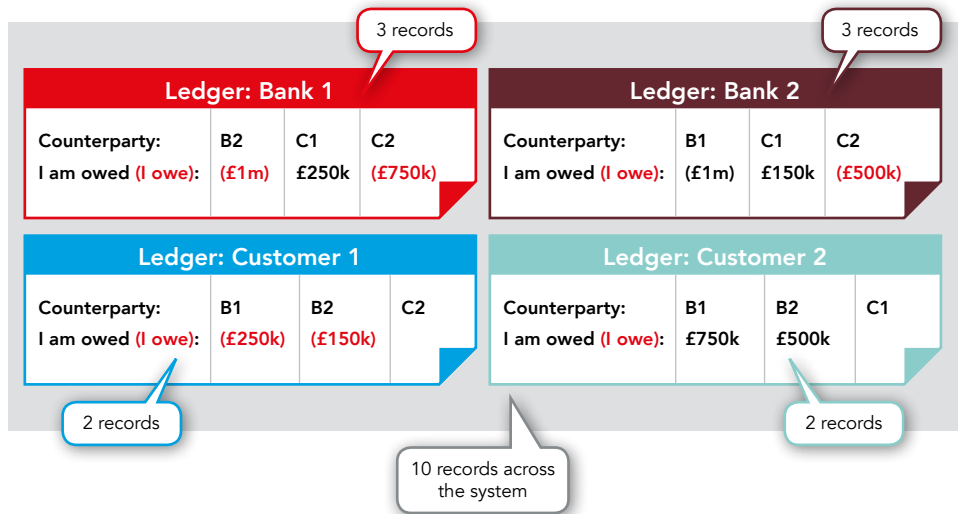 3 records
3 records
Ledger: Bank 1
Counterparty: B2 C1 C2
I am owed (I owe): (£1m) £250k (£750k)
Ledger: Bank 2
Counterparty: B1 C1 C2
I am owed (I owe): (£1m) £150k (£500k)
Ledger: Customer 1
Counterparty: B1 B2 C2
I am owed (I owe): (£250k) (£150k)
Ledger: Customer 2
Counterparty: B1 B2 C1
I am owed (I owe): £750k £500k
2 records
2 records
10 records across
the system